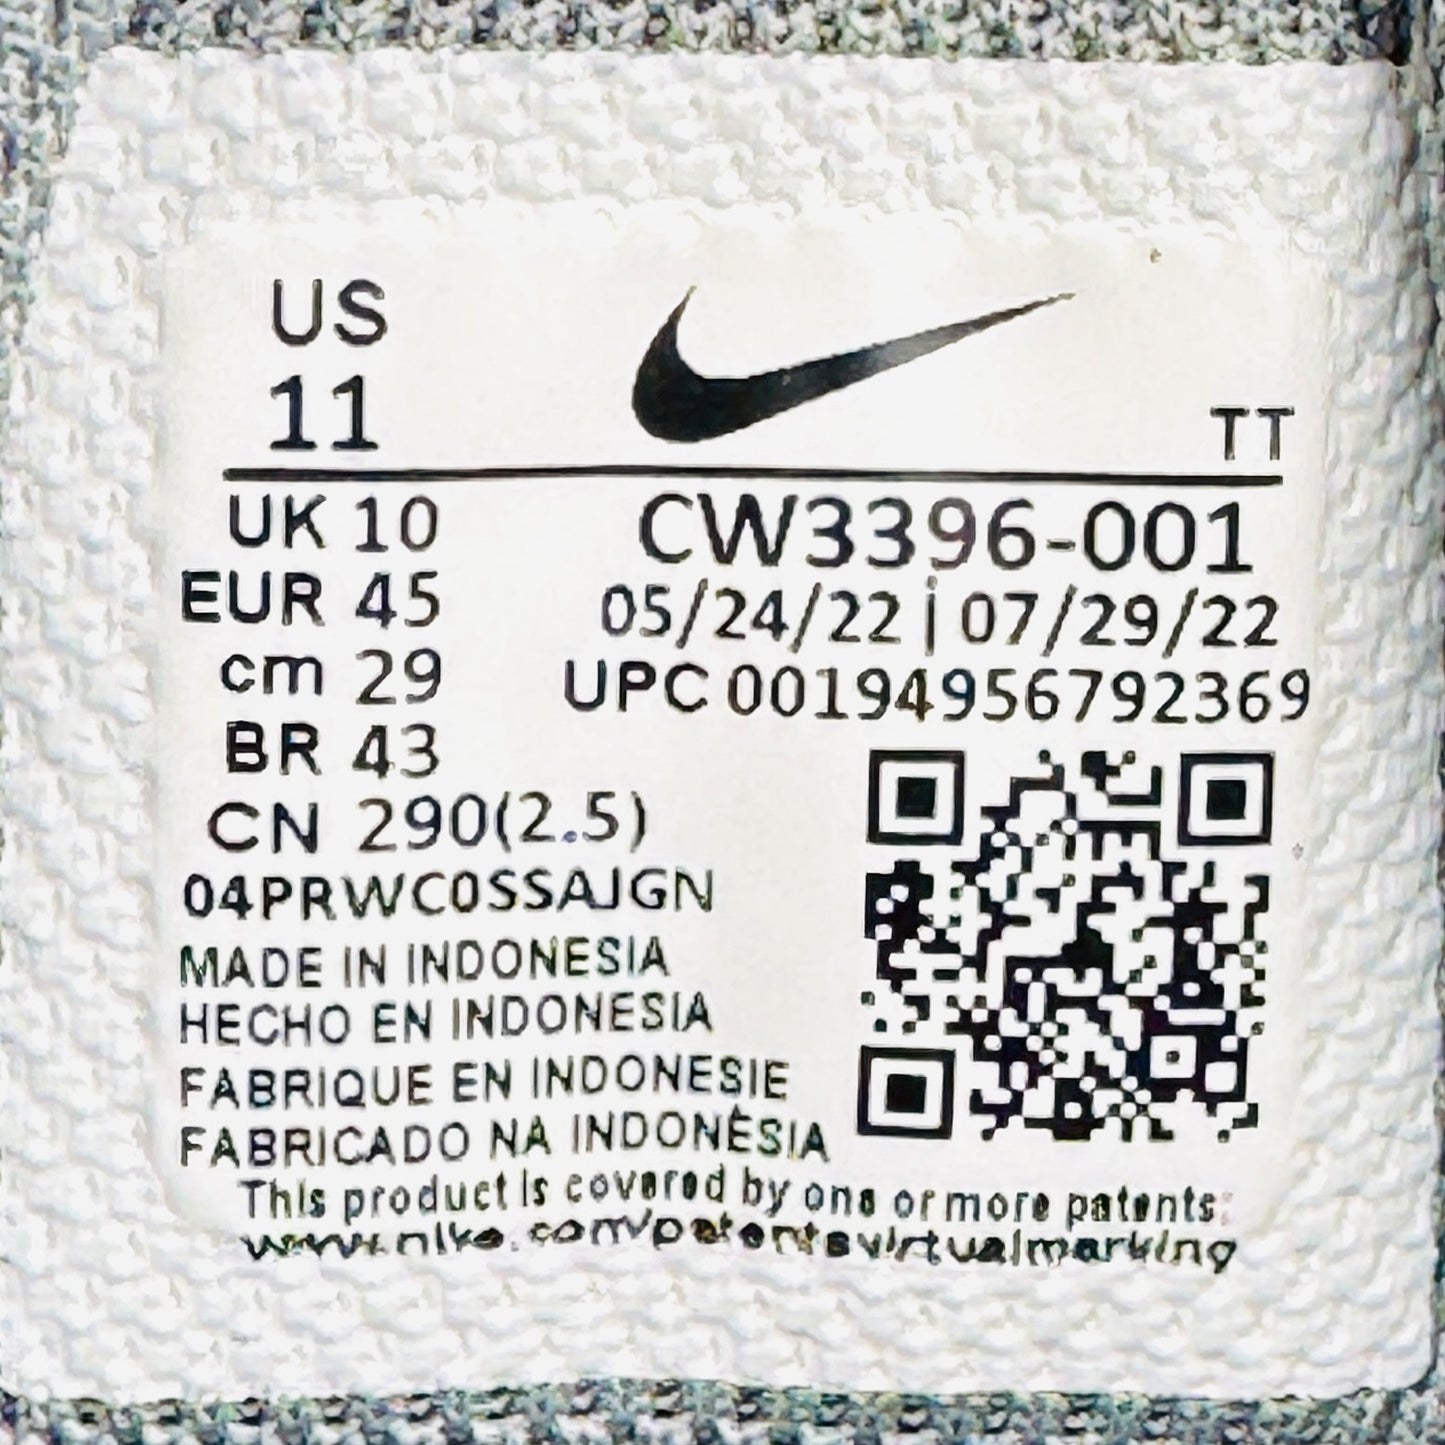 US
11
TT
UK 10
CW3396-001
EUR 45
05/24/22 | 07/29/22
cm 29
UPC 00194956792369
BR 43
CN 290(2.5)
04PRWC0SSAJGN
MADE IN INDONESIA
HECHO EN INDONESIA
FABRIQUE EN INDONESIE
FABRICADO NA INDONÉSIA
This product is covered by one or more patents:
www.nike.com/patentsvirtualmarking